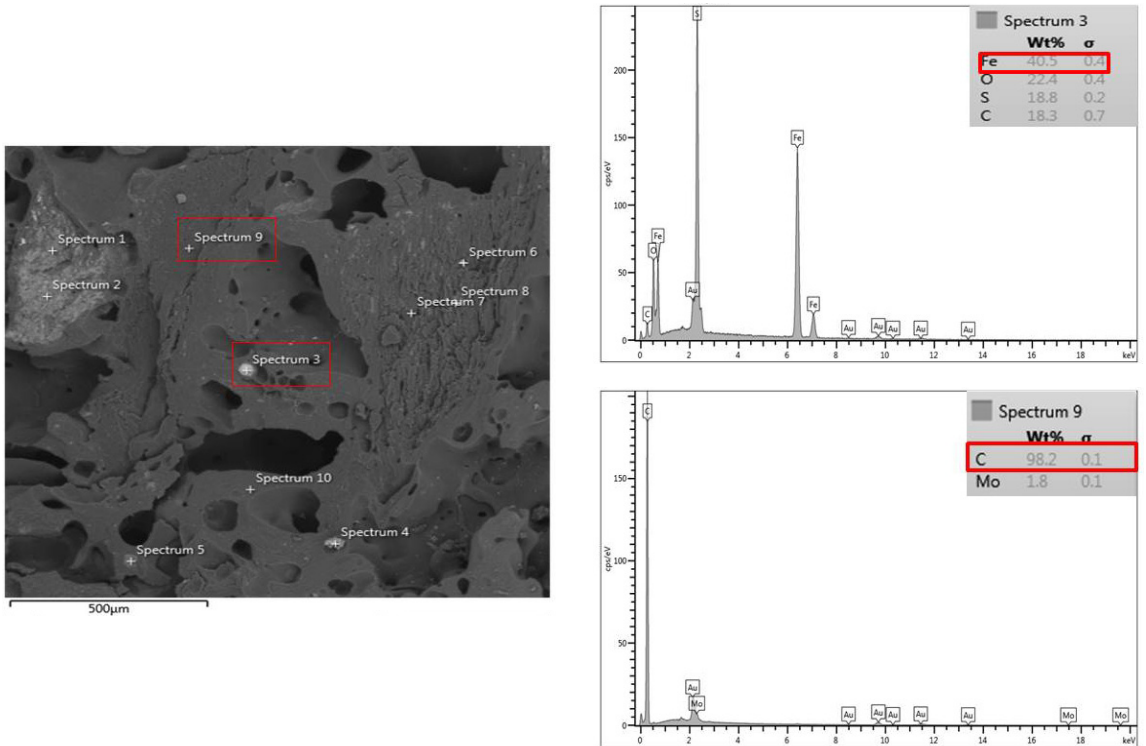 Spectrum 1
Spectrum 9
Spectrum 6
Spectrum 2
Spectrum 8
Spectrum 7
Spectrum 3
Spectrum 10
Spectrum 4
Spectrum 5
500µm
Spectrum 3
Wt% σ
Fe 40.5 0.4
O 22.4 0.4
S 18.8 0.2
C 18.3 0.7
cps/eV
200
150
100
50
0
S
Fe
Fe
O
Au
C
Fe
Au Au Au Au Au
0 2 4 6 8 10 12 14 16 18 keV
Spectrum 9
Wt% σ
C 98.2 0.1
Mo 1.8 0.1
cps/eV
150
100
50
0
C
Au
Mo
Au Au Au Au Au Mo Mo
0 2 4 6 8 10 12 14 16 18 keV